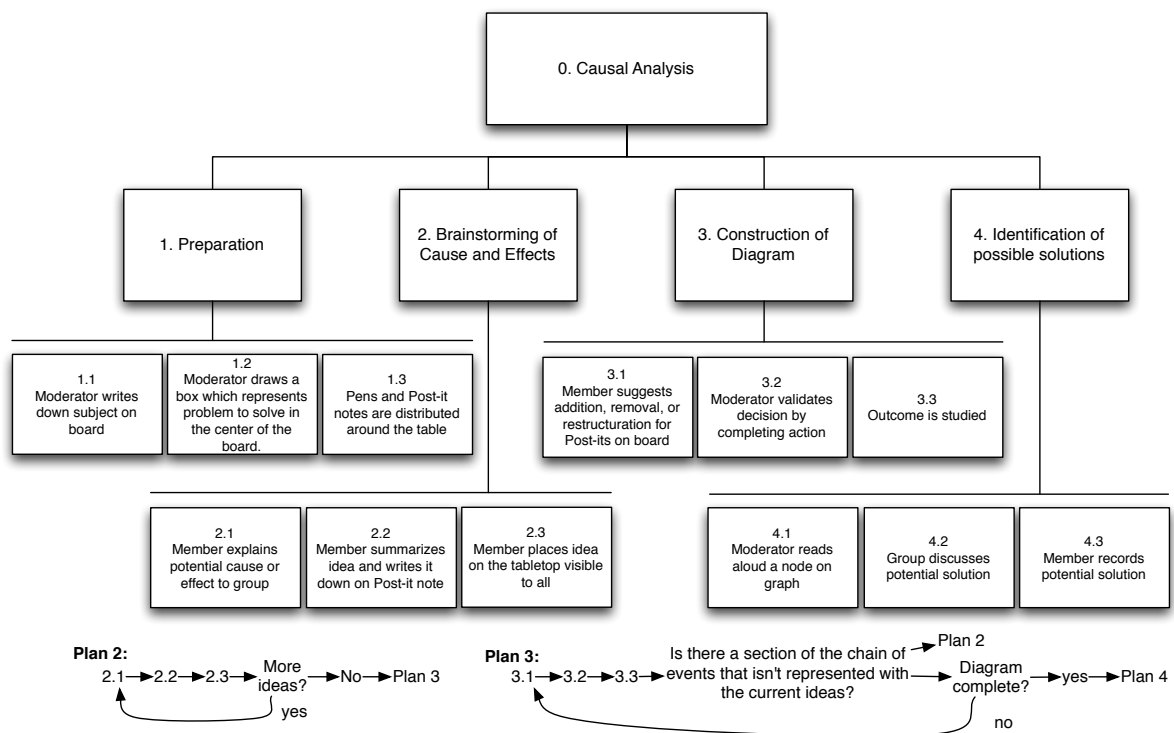 0. Causal Analysis
1. Preparation
2. Brainstorming of
Cause and Effects
3. Construction of
Diagram
4. Identification of
possible solutions
1.1
Moderator writes
down subject on
board
1.2
Moderator draws a
box which represents
problem to solve in
the center of the
board.
1.3
Pens and Post-it
notes are distributed
around the table
3.1
Member suggests
addition, removal, or
restructuration for
Post-its on board
3.2
Moderator validates
decision by
completing action
3.3
Outcome is studied
2.1
Member explains
potential cause or
effect to group
2.2
Member summarizes
idea and writes it
down on Post-it note
2.3
Member places idea
on the tabletop visible
to all
4.1
Moderator reads
aloud a node on
graph
4.2
Group discusses
potential solution
4.3
Member records
potential solution
Plan 2:
2.1 2.2 2.3
More
ideas?
No Plan 3
yes
Plan 3:
3.1 3.2 3.3
Is there a section of the chain of
events that isn't represented with
the current ideas?
Plan 2
Diagram
complete?
yes Plan 4
no